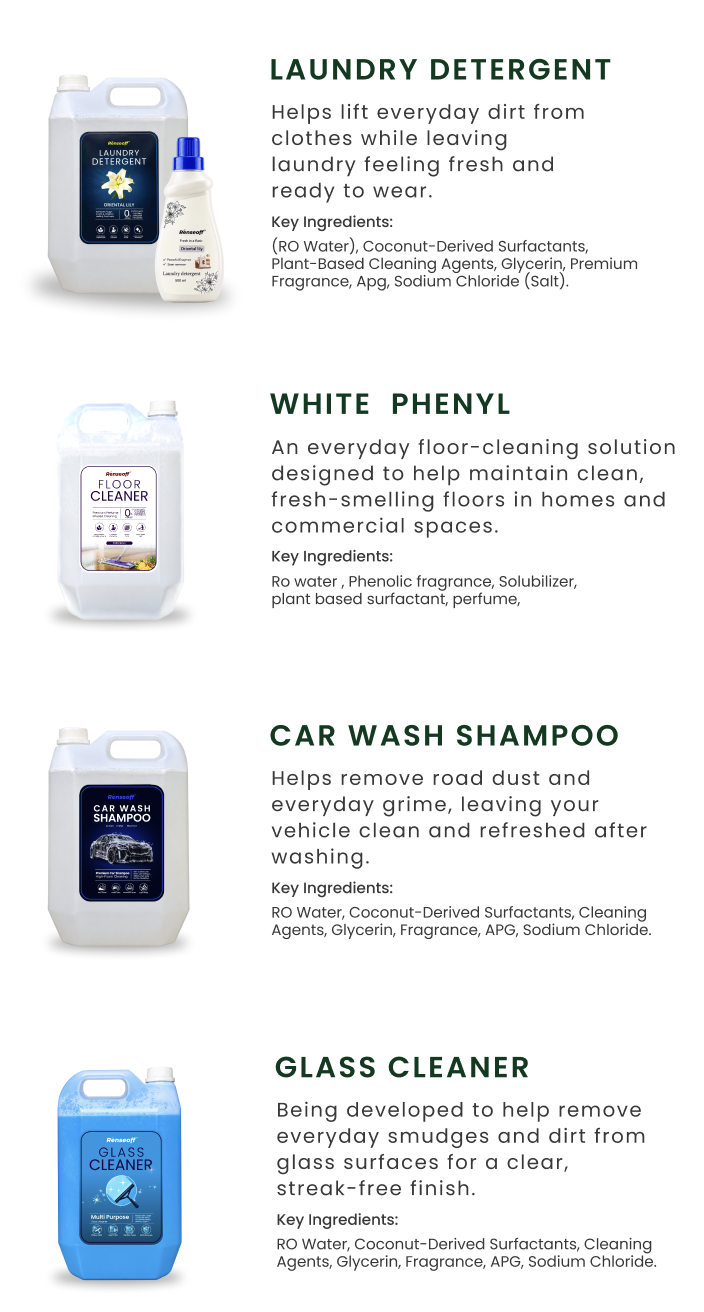 LAUNDRY DETERGENT
Helps lift everyday dirt from
clothes while leaving
laundry feeling fresh and
ready to wear.
Key Ingredients:
(RO Water), Coconut-Derived Surfactants,
Plant-Based Cleaning Agents, Glycerin, Premium
Fragrance, Apg, Sodium Chloride (Salt).
Rēnseoff
LAUNDRY
DETERGENT
ORIENTAL LILY
Rēnseoff
Oriental lily
Laundry detergent
500 ml
WHITE PHENYL
An everyday floor-cleaning solution
designed to help maintain clean,
fresh-smelling floors in homes and
commercial spaces.
Key Ingredients:
Ro water , Phenolic fragrance, Solubilizer,
plant based surfactant, perfume,
Rēnseoff
FLOOR
CLEANER
CAR WASH SHAMPOO
Helps remove road dust and
everyday grime, leaving your
vehicle clean and refreshed after
washing.
Key Ingredients:
RO Water, Coconut-Derived Surfactants, Cleaning
Agents, Glycerin, Fragrance, APG, Sodium Chloride.
Rēnseoff
CAR WASH
SHAMPOO
GLASS CLEANER
Being developed to help remove
everyday smudges and dirt from
glass surfaces for a clear,
streak-free finish.
Key Ingredients:
RO Water, Coconut-Derived Surfactants, Cleaning
Agents, Glycerin, Fragrance, APG, Sodium Chloride.
Rēnseoff
GLASS
CLEANER
Multi Purpose